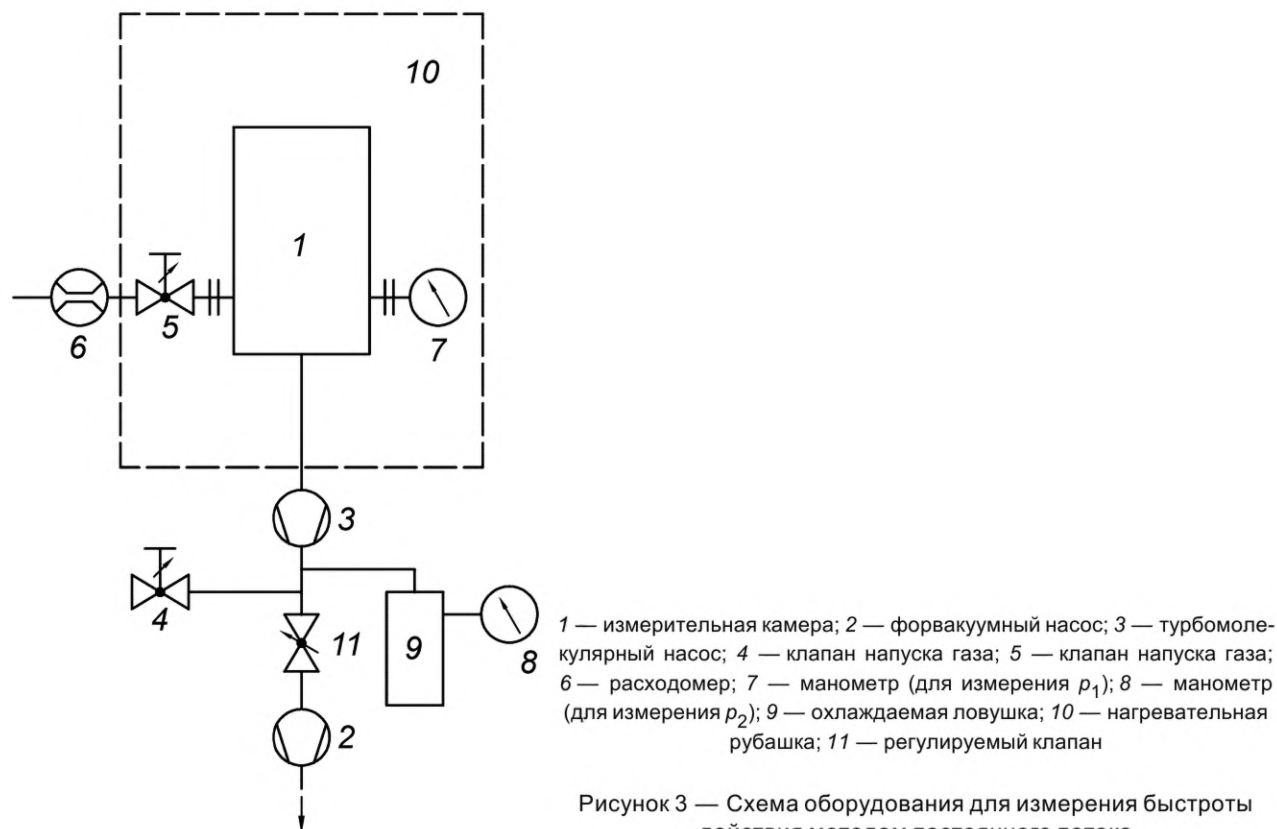 10
1
5
6
7
3
4
11
9
8
2
1 — измерительная камера; 2 — форвакуумный насос; 3 — турбомоле-
кулярный насос; 4 — клапан напуска газа; 5 — клапан напуска газа;
6 — расходомер; 7 — манометр (для измерения p₁); 8 — манометр
(для измерения p₂); 9 — охлаждаемая ловушка; 10 — нагревательная
рубашка; 11 — регулируемый клапан
Рисунок 3 — Схема оборудования для измерения быстроты